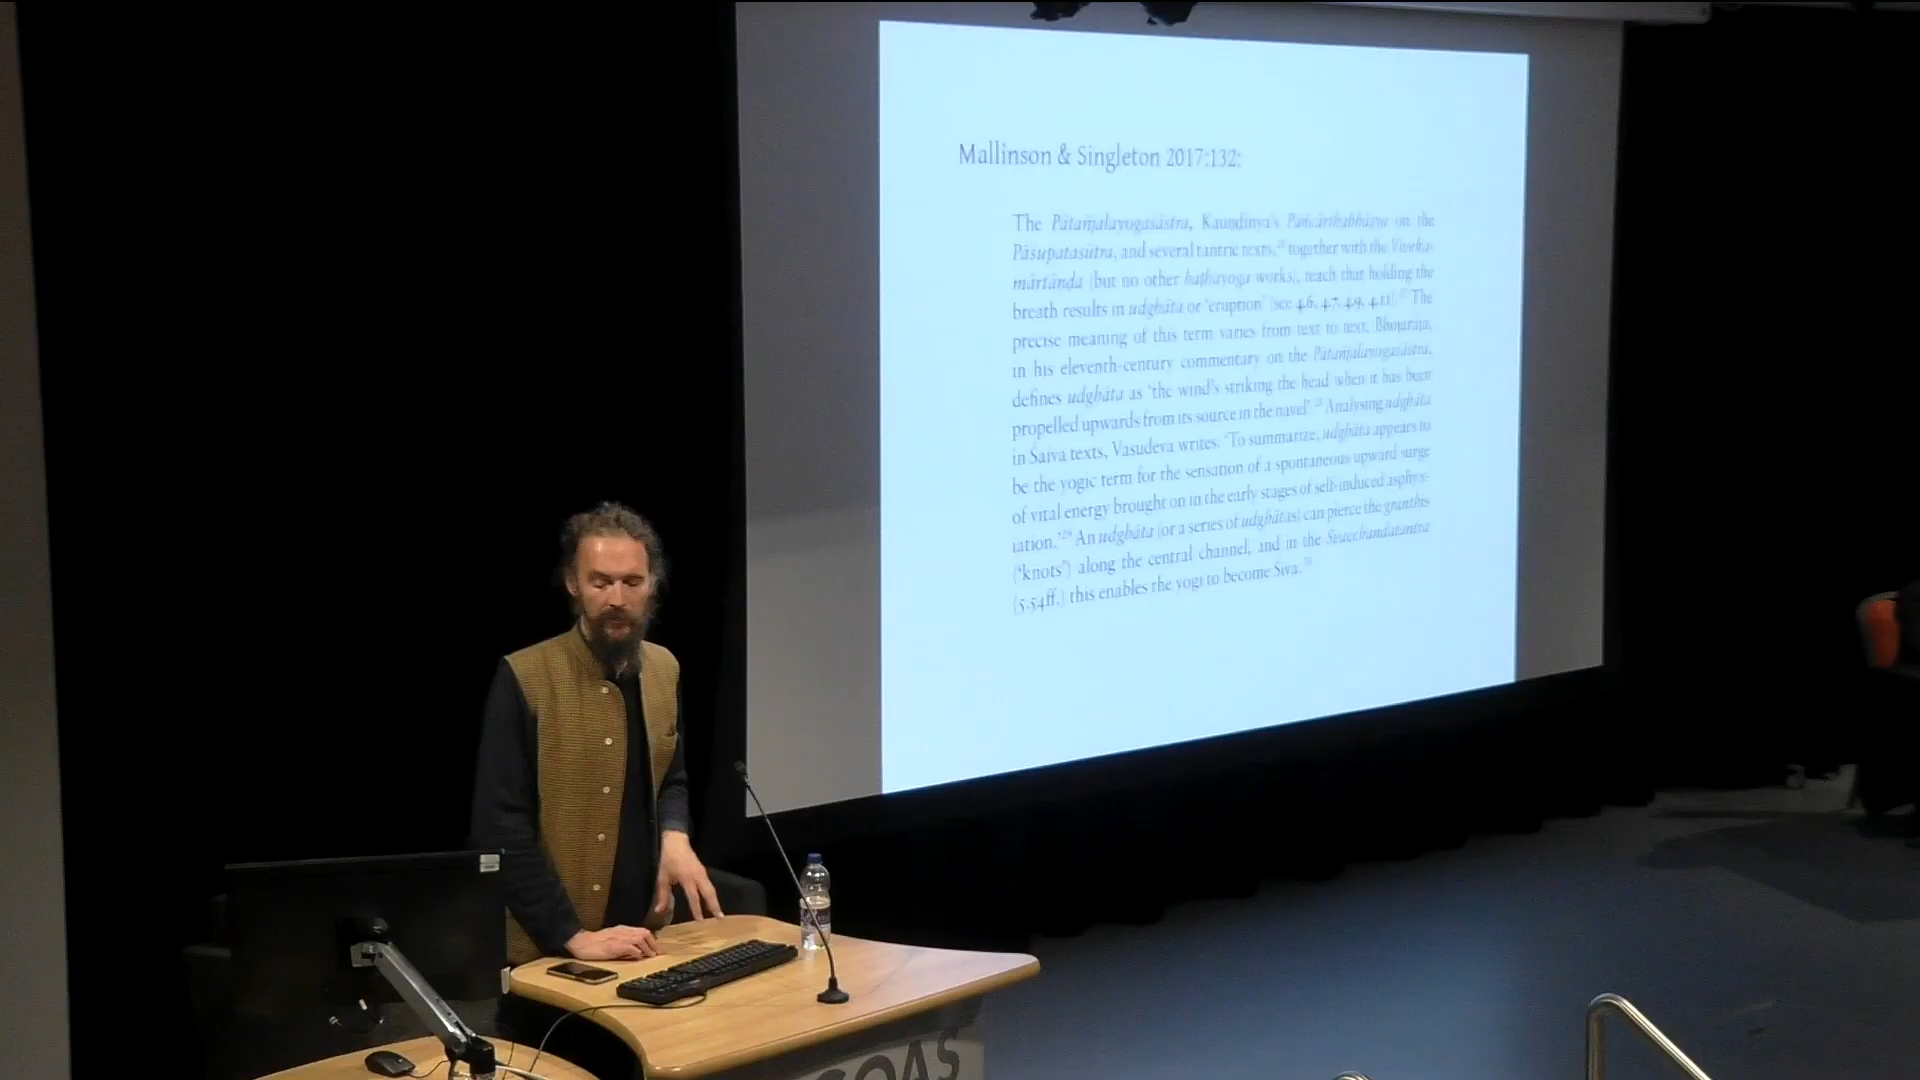 Mallinson & Singleton 2017:132:
The Pātañjalayogaśāstra, Kauṇḍinya's Pañcārthabhāṣya on the
Pāśupatasūtra, and several tantric texts,²⁶ together with the Viveka-
mārtaṇḍa (but no other haṭhayoga works), teach that holding the
breath results in udghāta or 'eruption' (see 4.6, 4.7, 4.9, 4.11).²⁷ The
precise meaning of this term varies from text to text. Bhojarāja,
in his eleventh-century commentary on the Pātañjalayogaśāstra,
defines udghāta as 'the wind's striking the head when it has been
propelled upwards from its source in the navel'.²⁸ Analysing udghāta
in Śaiva texts, Vasudeva writes: 'To summarize, udghāta appears to
be the yogic term for the sensation of a spontaneous upward surge
of vital energy brought on in the early stages of self-induced asphyx-
iation.'²⁹ An udghāta (or a series of udghātas) can pierce the granthis
('knots') along the central channel, and in the Svacchandatantra
(5.54ff.) this enables the yogi to become Śiva.³⁰
SOAS